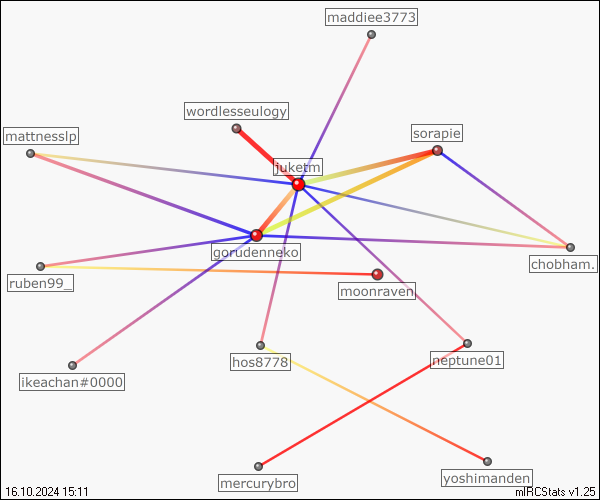 maddiee3773
wordlesseulogy
mattnesslp
sorapie
juketm
gorudenneko
chobham.
ruben99_
moonraven
hos8778
neptune01
ikeachan#0000
mercurybro
yoshimanden
16.10.2024 15:11
mIRCStats v1.25